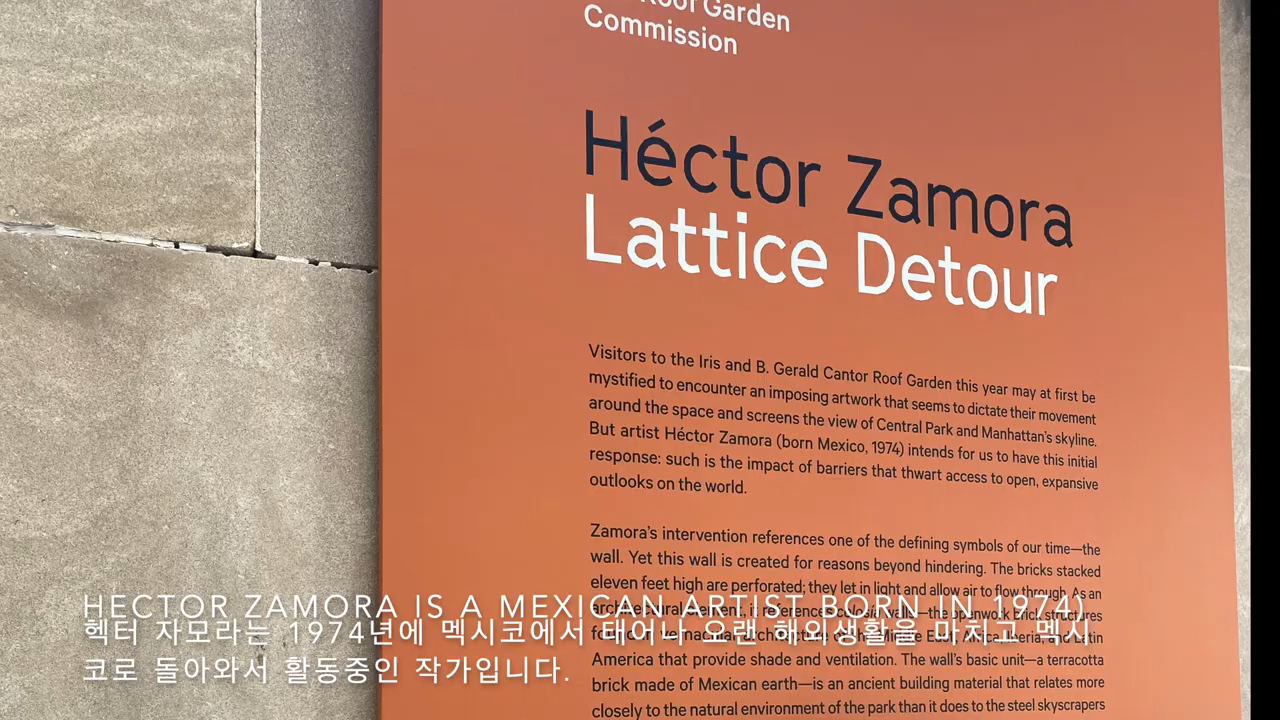 Roof Garden
Commission
Héctor Zamora
Lattice Detour
Visitors to the Iris and B. Gerald Cantor Roof Garden this year may at first be
mystified to encounter an imposing artwork that seems to dictate their movement
around the space and screens the view of Central Park and Manhattan's skyline.
But artist Héctor Zamora (born Mexico, 1974) intends for us to have this initial
response: such is the impact of barriers that thwart access to open, expansive
outlooks on the world.
Zamora's intervention references one of the defining symbols of our time—the
wall. Yet this wall is created for reasons beyond hindering. The bricks stacked
eleven feet high are perforated; they let in light and allow air to flow through. As an
architectural element, it references celosia walls—the openwork brick structures
found in vernacular architecture of the Middle East, Africa, Iberia, and Latin
America that provide shade and ventilation. The wall's basic unit—a terracotta
brick made of Mexican earth—is an ancient building material that relates more
closely to the natural environment of the park than it does to the steel skyscrapers
HECTOR ZAMORA IS A MEXICAN ARTIST BORN IN 1974)
헥터 자모라는 1974년에 멕시코에서 태어나 오랜 해외생활을 마치고 멕시
코로 돌아와서 활동중인 작가입니다.